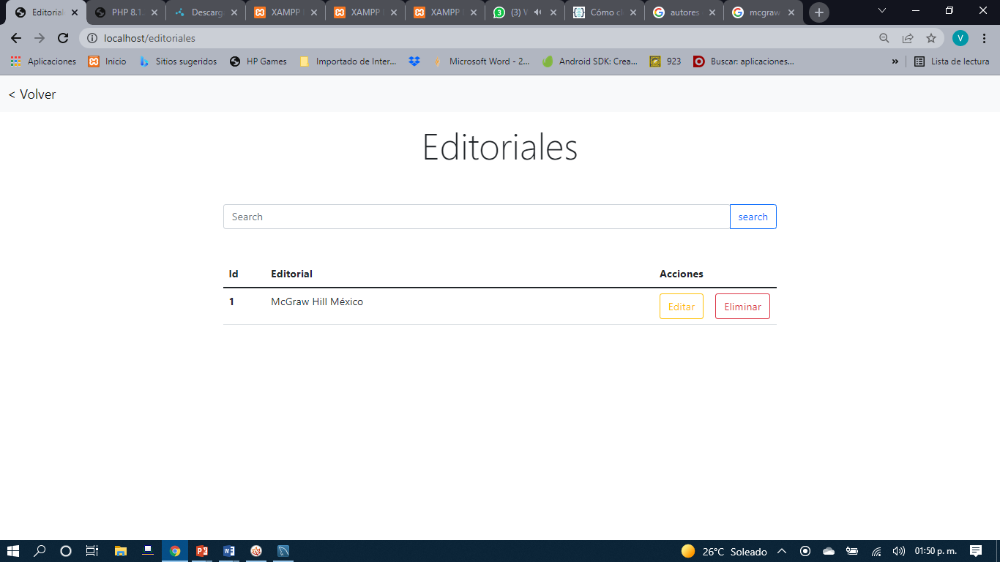 Editoriale
PHP 8.1.
Descarg
XAMPP
XAMPP
XAMPP
(3)
Cómo
autores
mcgraw
localhost/editoriales
V
Aplicaciones
Inicio
Sitios sugeridos
HP Games
Importado de Inter...
Microsoft Word - 2...
Android SDK: Crea...
923
Buscar: aplicaciones...
»
Lista de lectura
< Volver
Editoriales
Search search
Id Editorial Acciones
1 McGraw Hill México Editar Eliminar
26°C Soleado
01:50 p. m.